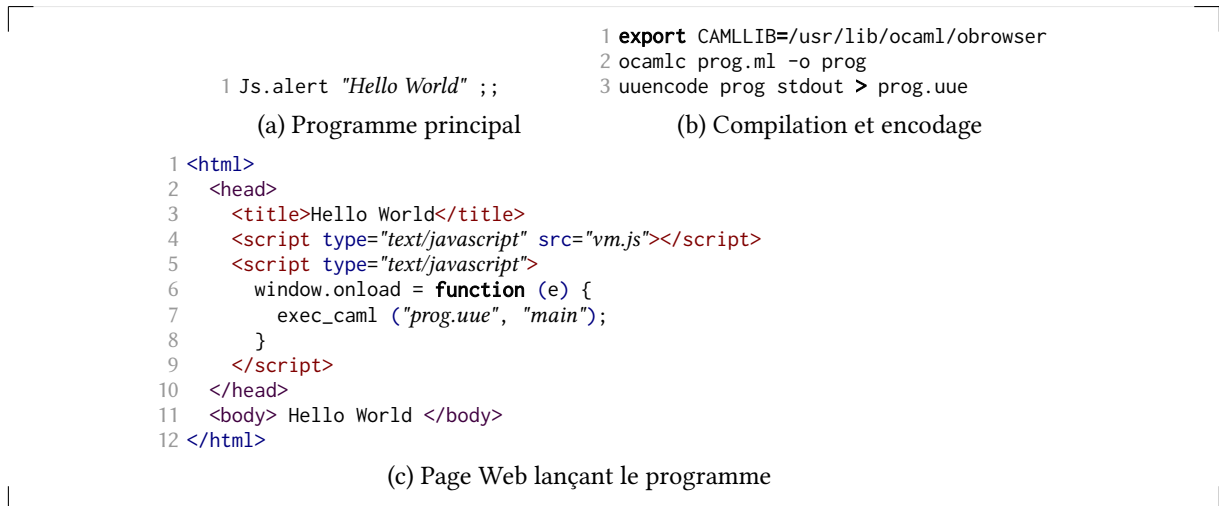 1 Js.alert "Hello World" ;;
(a) Programme principal
1 export CAMLLIB=/usr/lib/ocaml/obrowser
2 ocamlc prog.ml -o prog
3 uuencode prog stdout > prog.uue
(b) Compilation et encodage
1 <html>
2   <head>
3     <title>Hello World</title>
4     <script type="text/javascript" src="vm.js"></script>
5     <script type="text/javascript">
6       window.onload = function (e) {
7         exec_caml ("prog.uue", "main");
8       }
9     </script>
10   </head>
11   <body> Hello World </body>
12 </html>
(c) Page Web lançant le programme